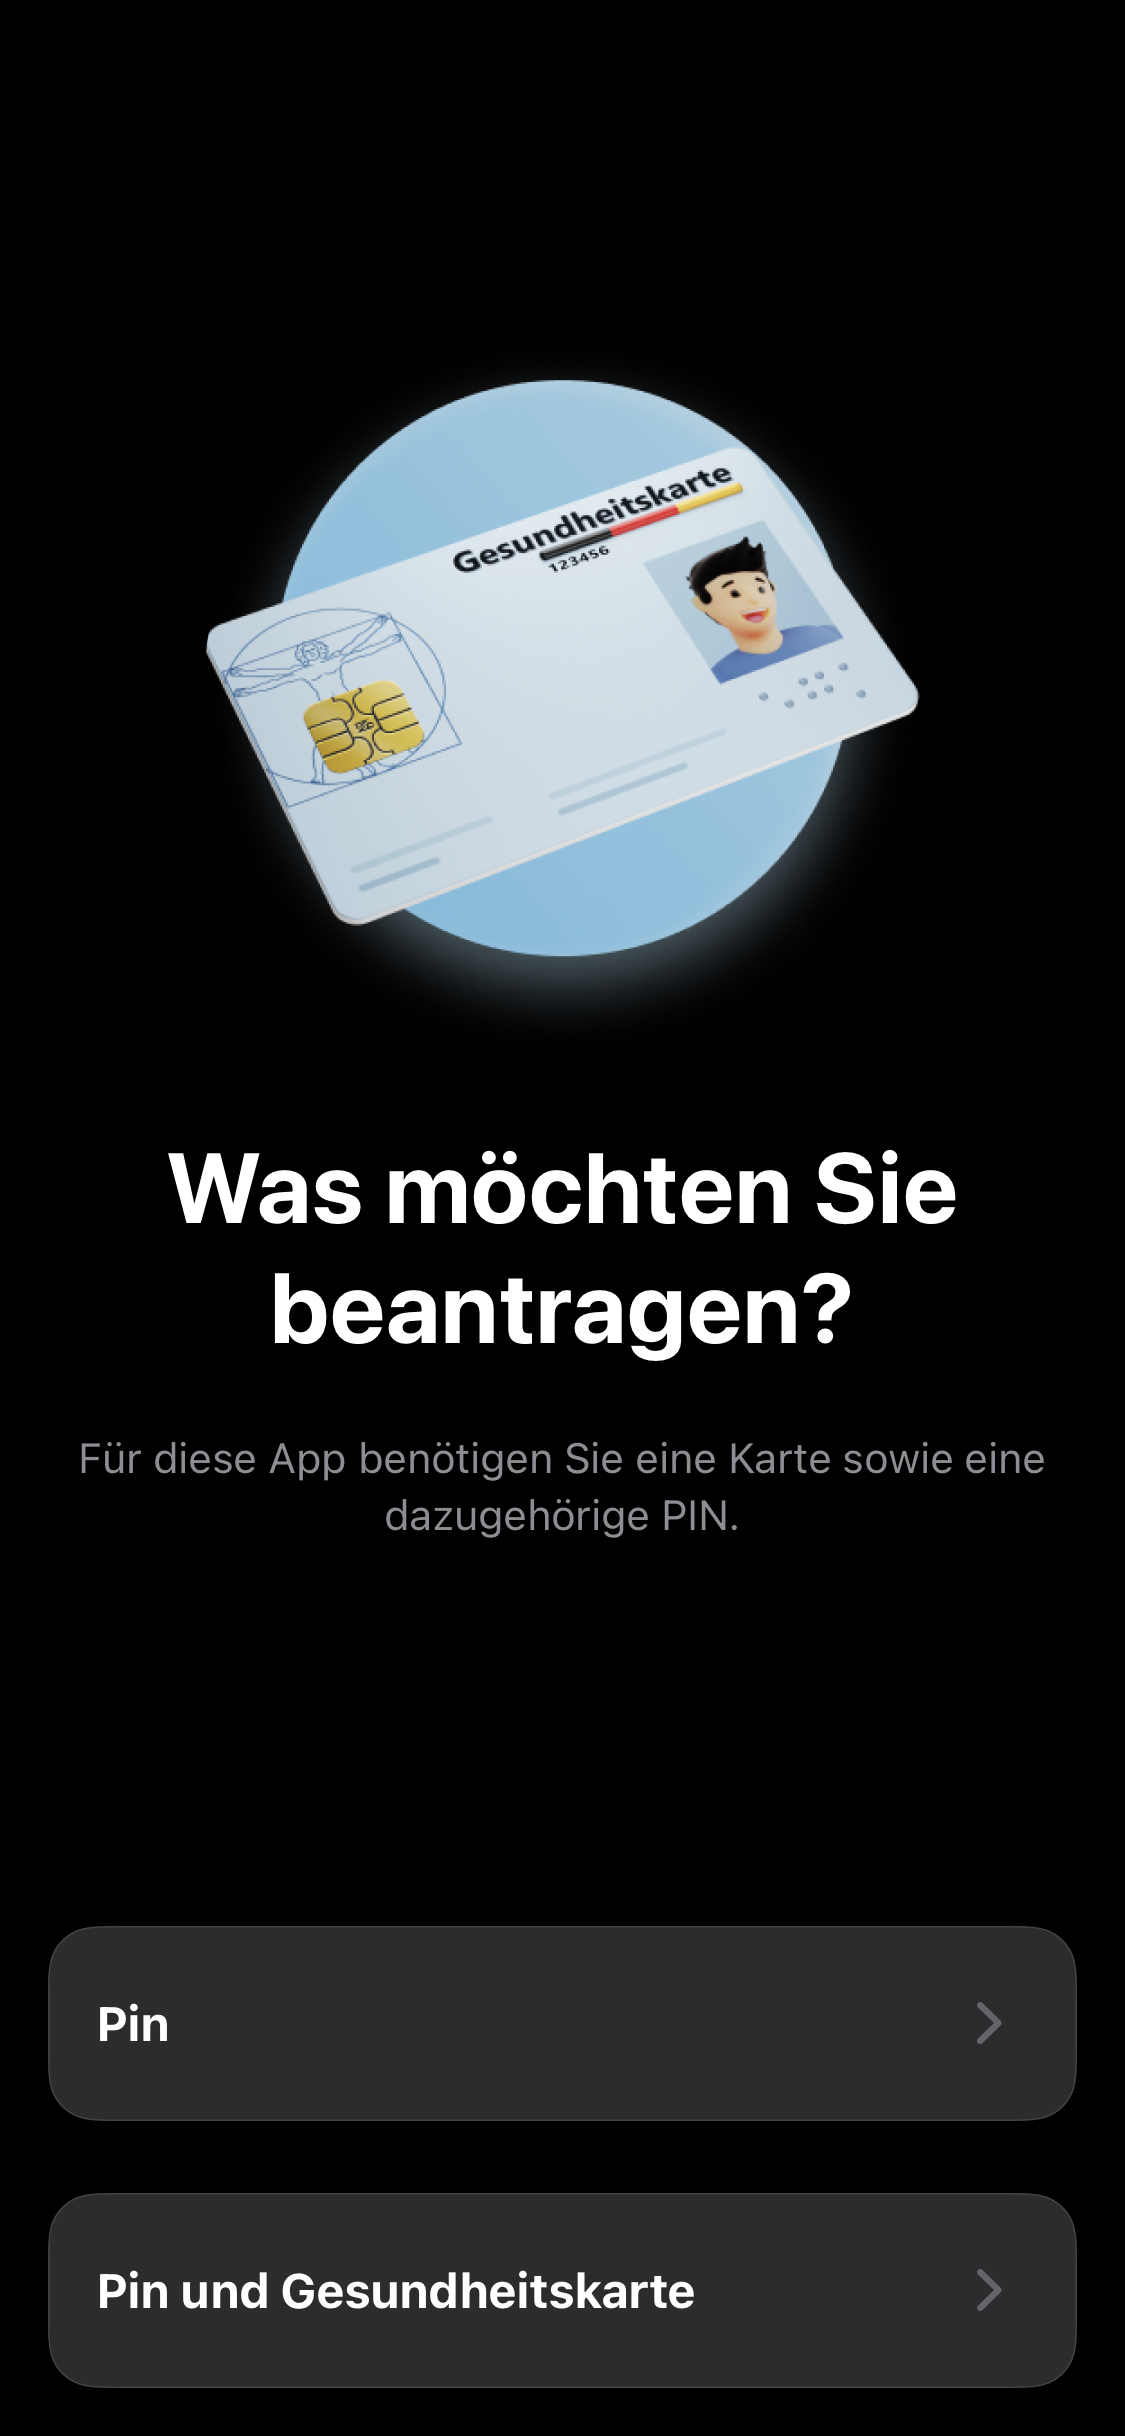 Gesundheitskarte
123456
Was möchten Sie
beantragen?
Für diese App benötigen Sie eine Karte sowie eine
dazugehörige PIN.
Pin
Pin und Gesundheitskarte